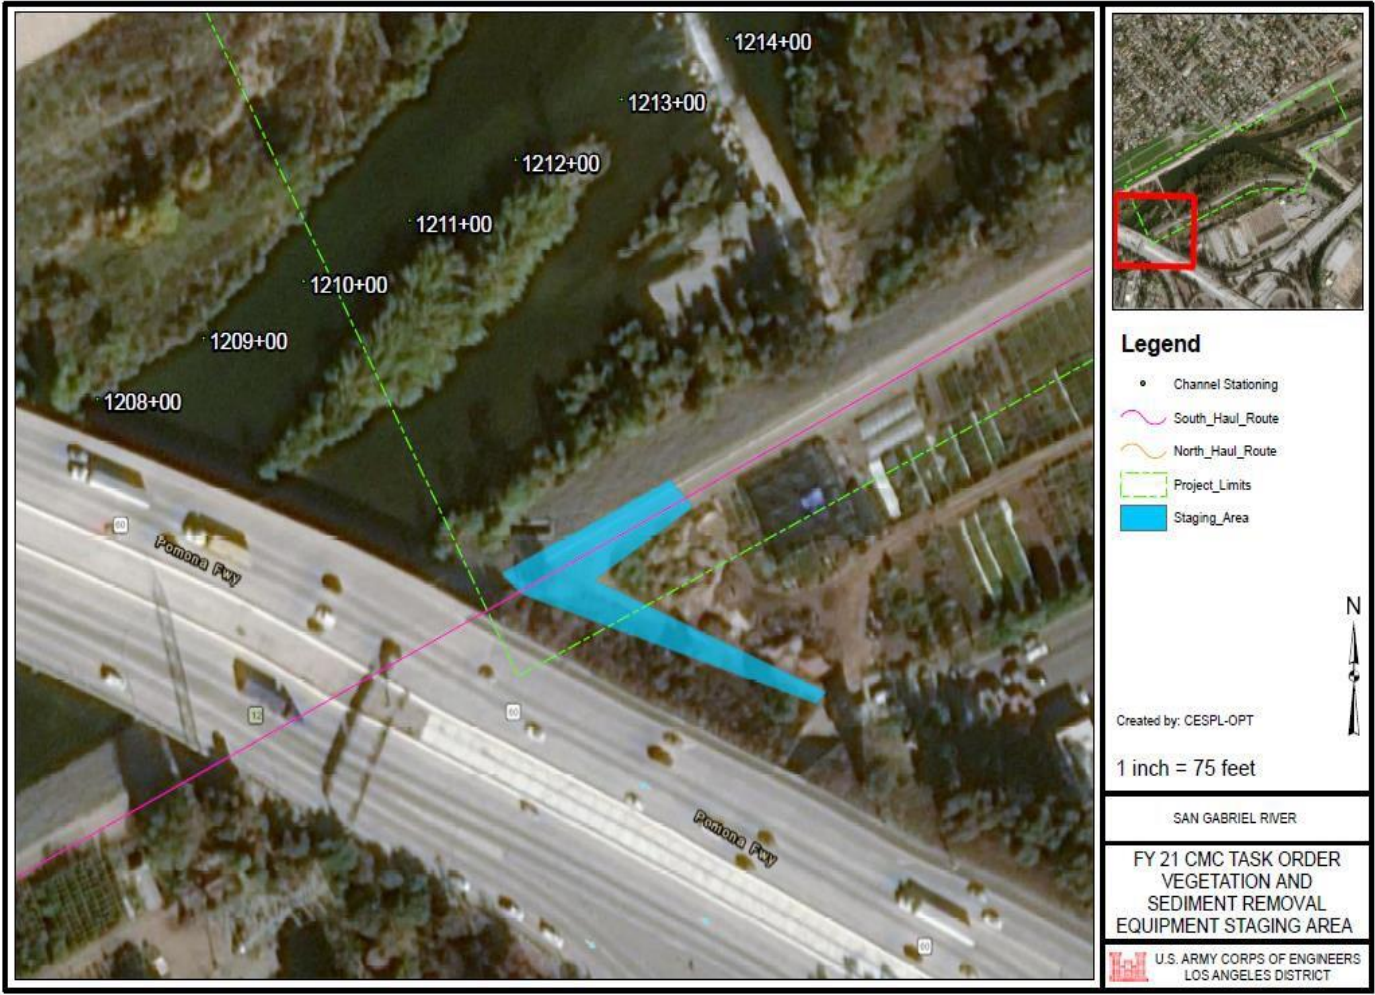 1214+00
1213+00
1212+00
1211+00
1210+00
1209+00
1208+00
60
Pomona Fwy
12
60
Pomona Fwy
60
Legend
Channel Stationing
South_Haul_Route
North_Haul_Route
Project_Limits
Staging_Area
N
Created by: CESPL-OPT
1 inch = 75 feet
SAN GABRIEL RIVER
FY 21 CMC TASK ORDER
VEGETATION AND
SEDIMENT REMOVAL
EQUIPMENT STAGING AREA
U.S. ARMY CORPS OF ENGINEERS
LOS ANGELES DISTRICT